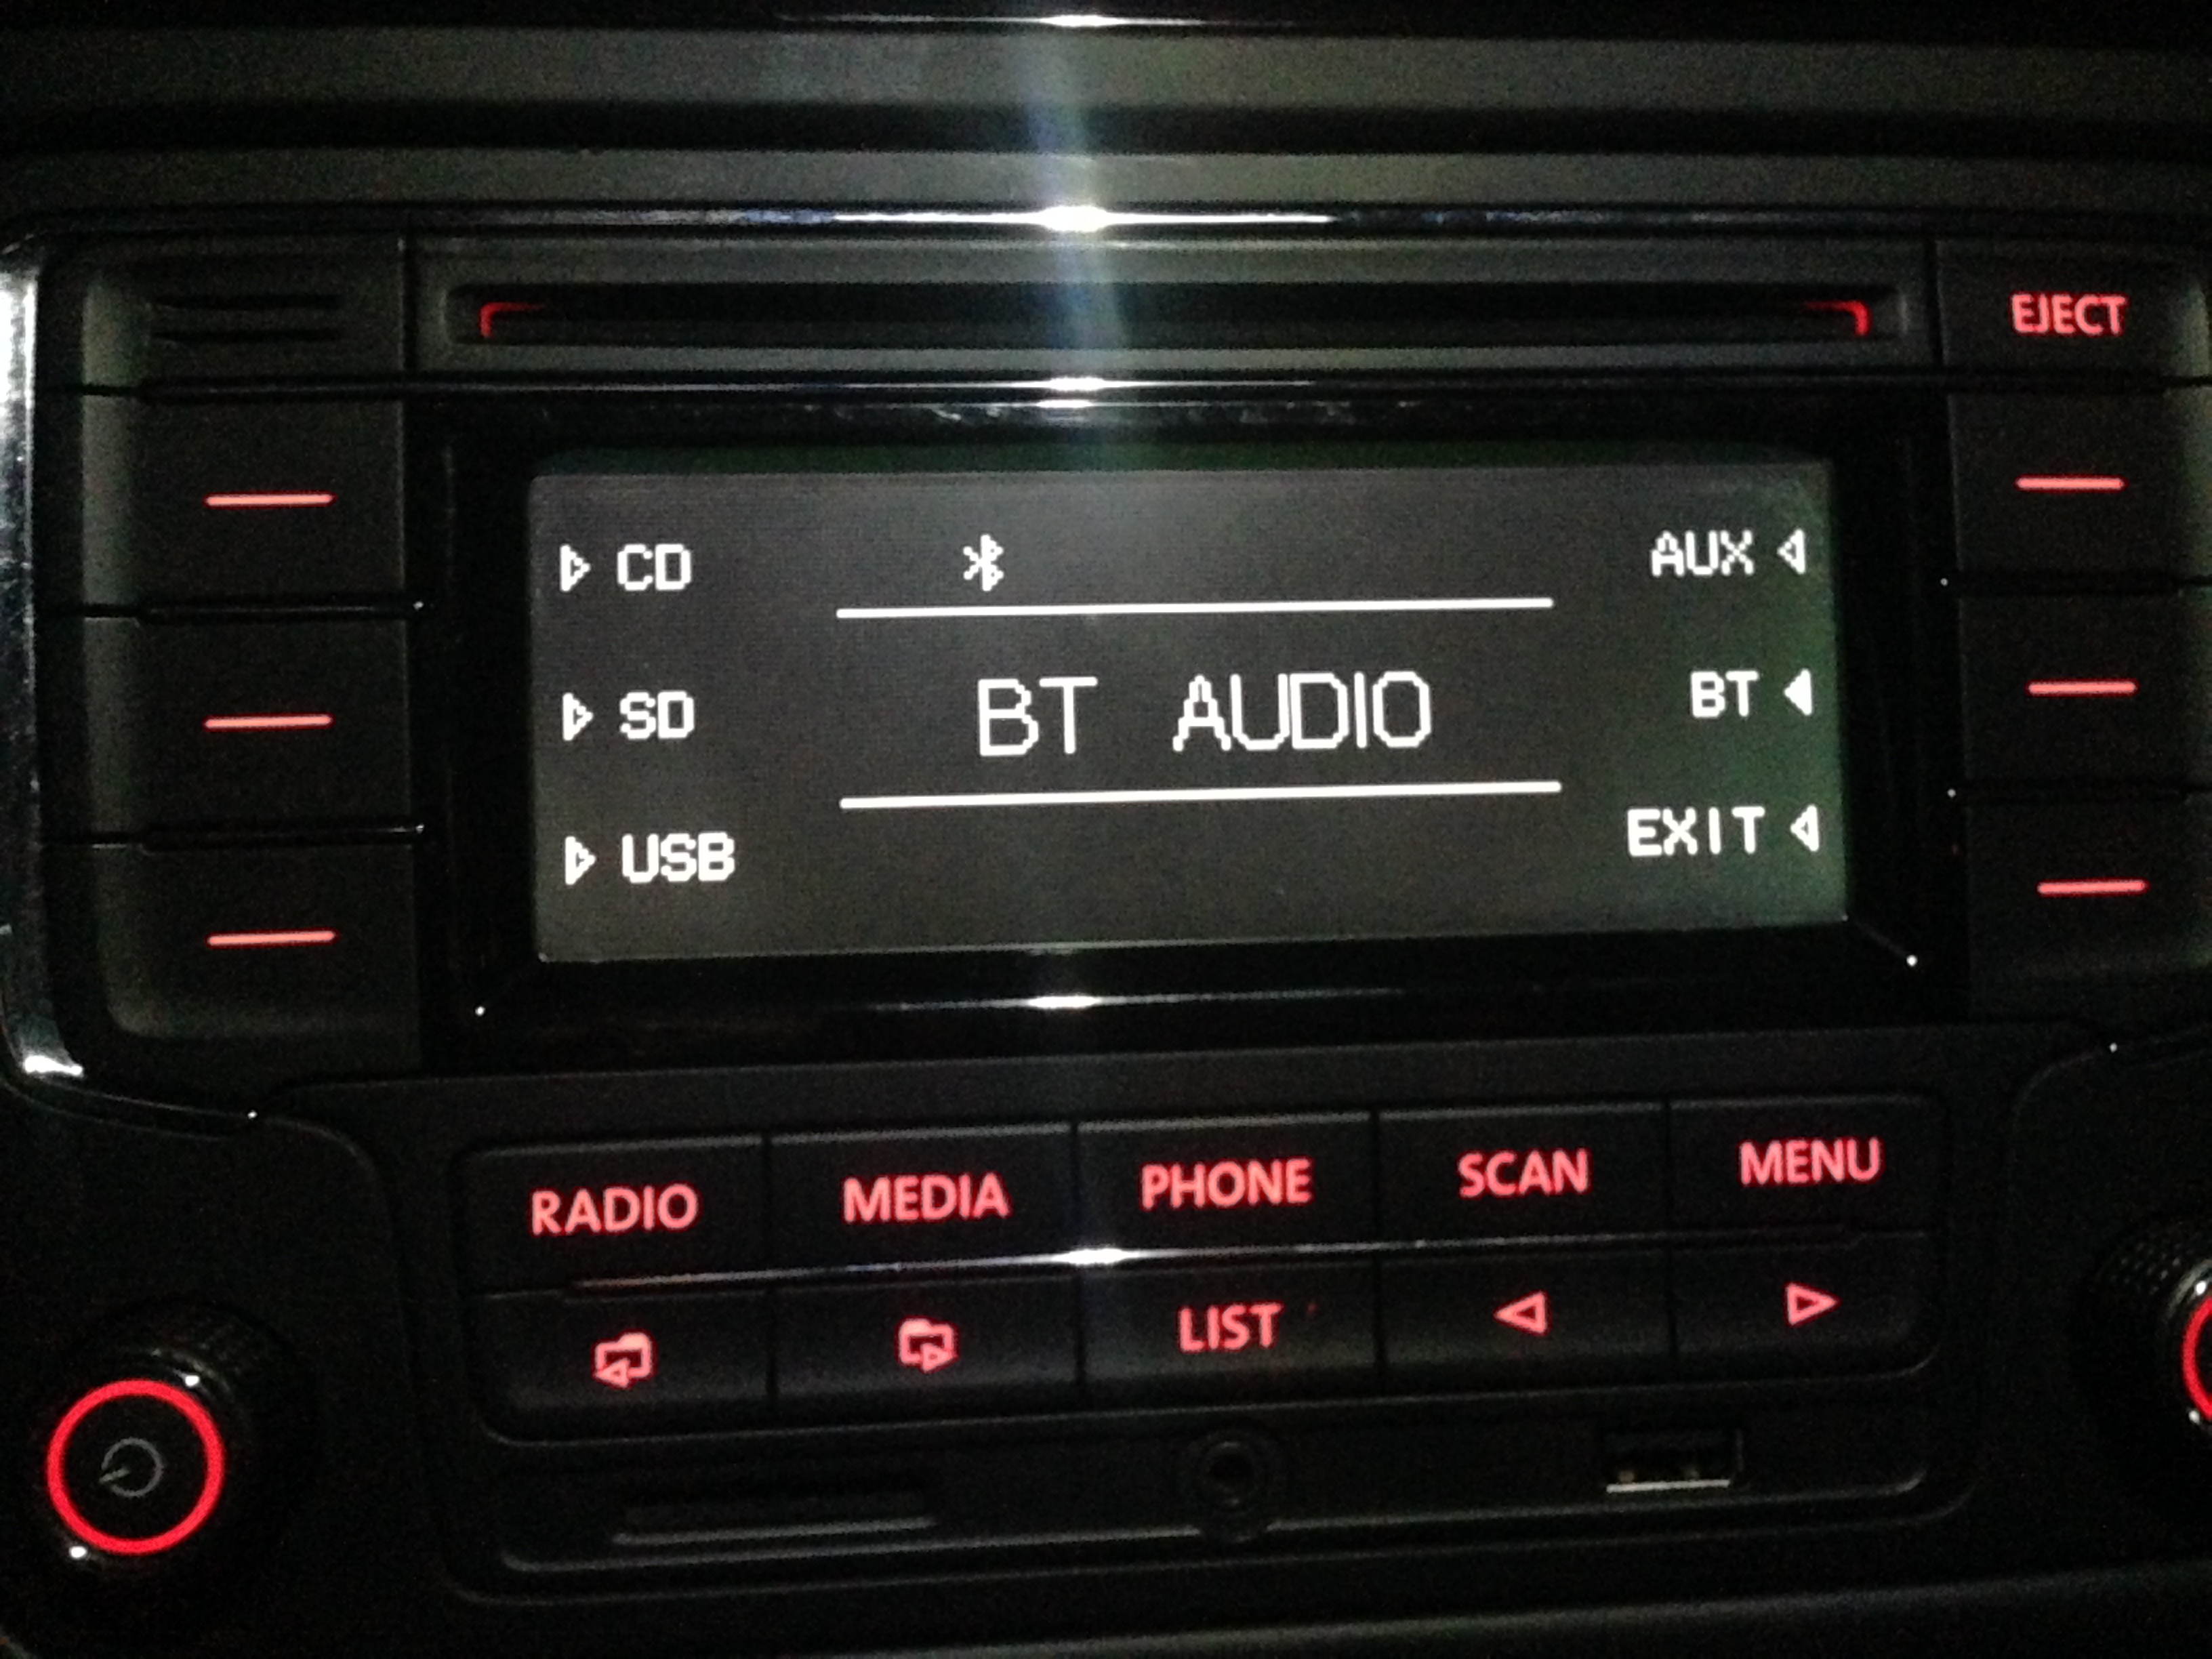 EJECT
CD
AUX
SD
BT AUDIO
BT
USB
EXIT
RADIO
MEDIA
PHONE
SCAN
MENU
LIST